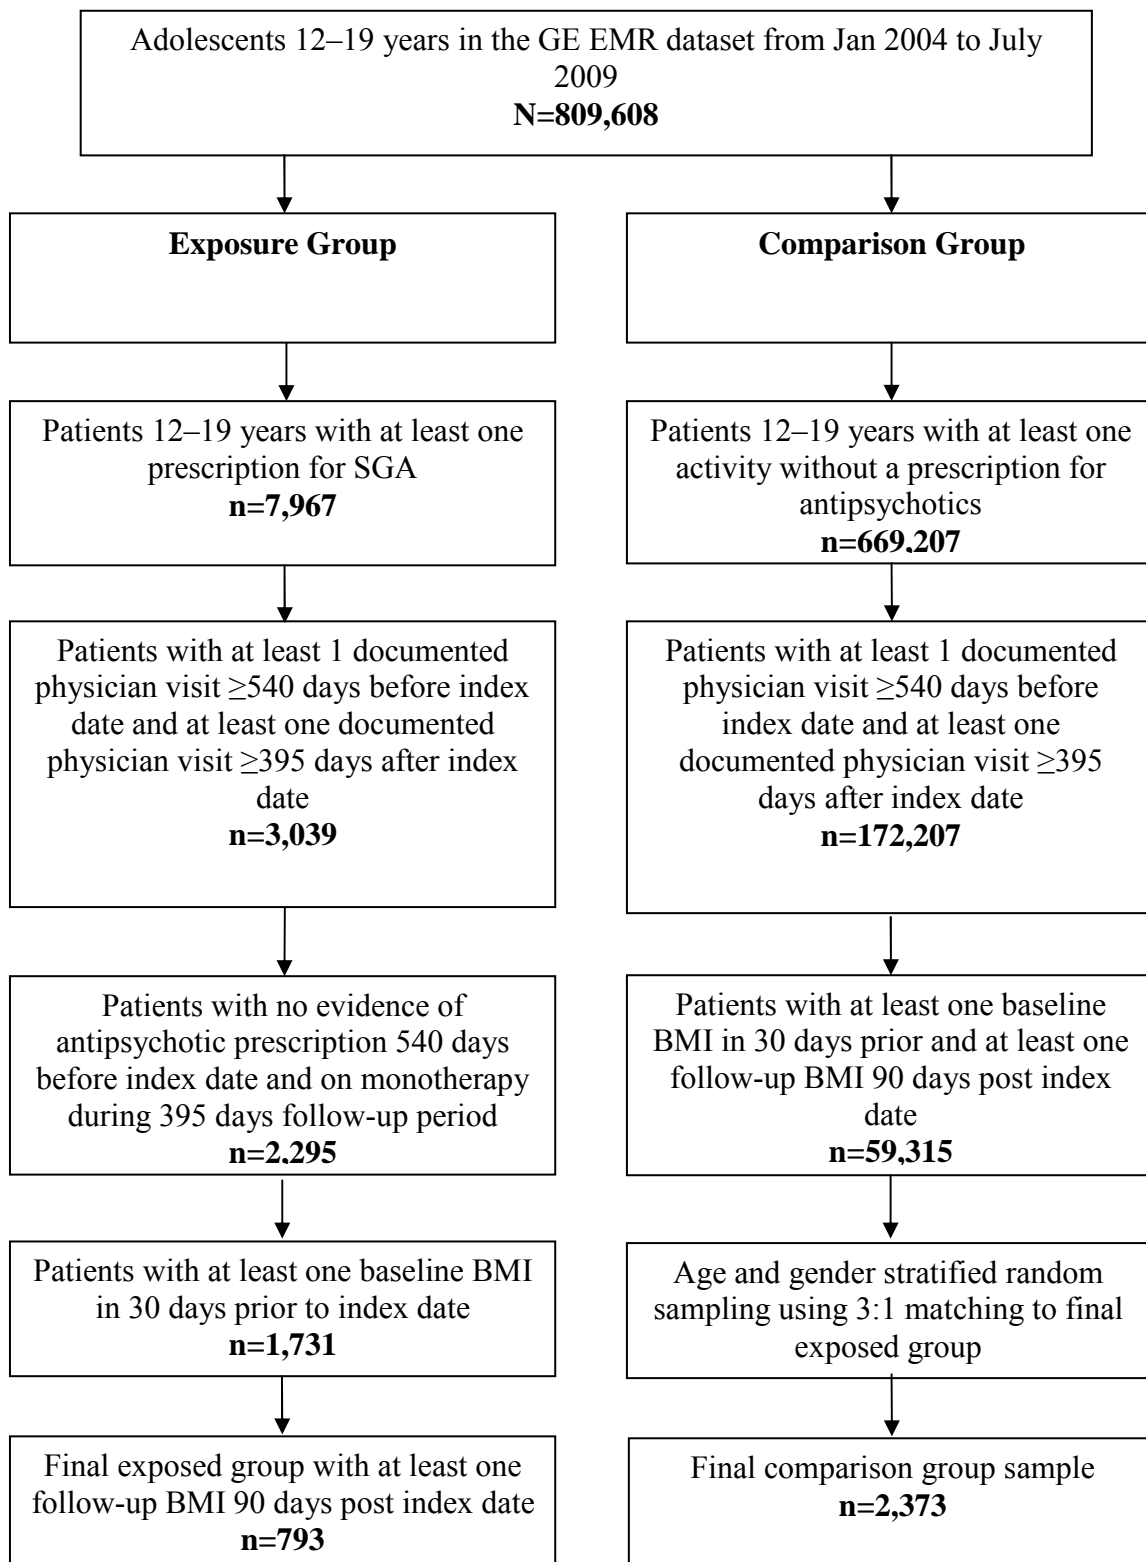 Adolescents 12–19 years in the GE EMR dataset from Jan 2004 to July
2009
N=809,608
Exposure Group
Comparison Group
Patients 12–19 years with at least one
prescription for SGA
n=7,967
Patients 12–19 years with at least one
activity without a prescription for
antipsychotics
n=669,207
Patients with at least 1 documented
physician visit ≥540 days before index
date and at least one documented
physician visit ≥395 days after index
date
n=3,039
Patients with at least 1 documented
physician visit ≥540 days before
index date and at least one
documented physician visit ≥395
days after index date
n=172,207
Patients with no evidence of
antipsychotic prescription 540 days
before index date and on monotherapy
during 395 days follow-up period
n=2,295
Patients with at least one baseline
BMI in 30 days prior and at least one
follow-up BMI 90 days post index
date
n=59,315
Patients with at least one baseline BMI
in 30 days prior to index date
n=1,731
Age and gender stratified random
sampling using 3:1 matching to final
exposed group
Final exposed group with at least one
follow-up BMI 90 days post index date
n=793
Final comparison group sample
n=2,373